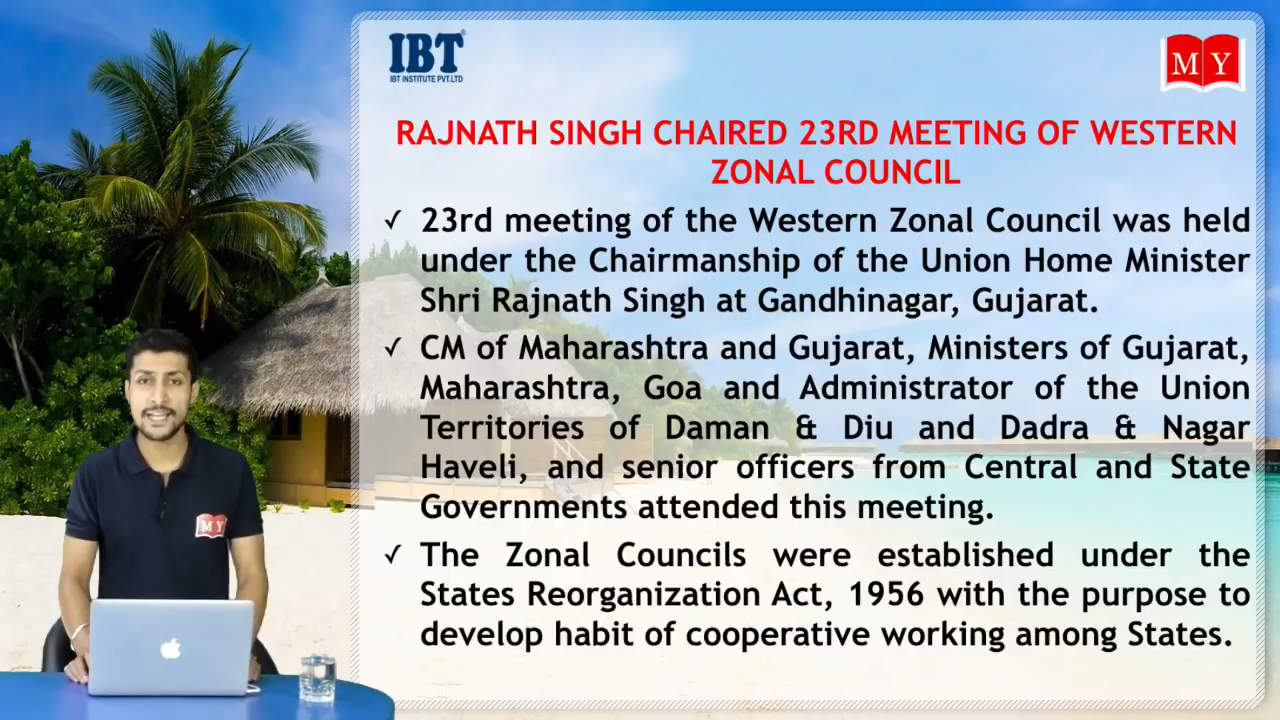 IBT
IBT INSTITUTE PVT.LTD
M Y
RAJNATH SINGH CHAIRED 23RD MEETING OF WESTERN
ZONAL COUNCIL
✓ 23rd meeting of the Western Zonal Council was held
under the Chairmanship of the Union Home Minister
Shri Rajnath Singh at Gandhinagar, Gujarat.
✓ CM of Maharashtra and Gujarat, Ministers of Gujarat,
Maharashtra, Goa and Administrator of the Union
Territories of Daman & Diu and Dadra & Nagar
Haveli, and senior officers from Central and State
Governments attended this meeting.
✓ The Zonal Councils were established under the
States Reorganization Act, 1956 with the purpose to
develop habit of cooperative working among States.
M Y